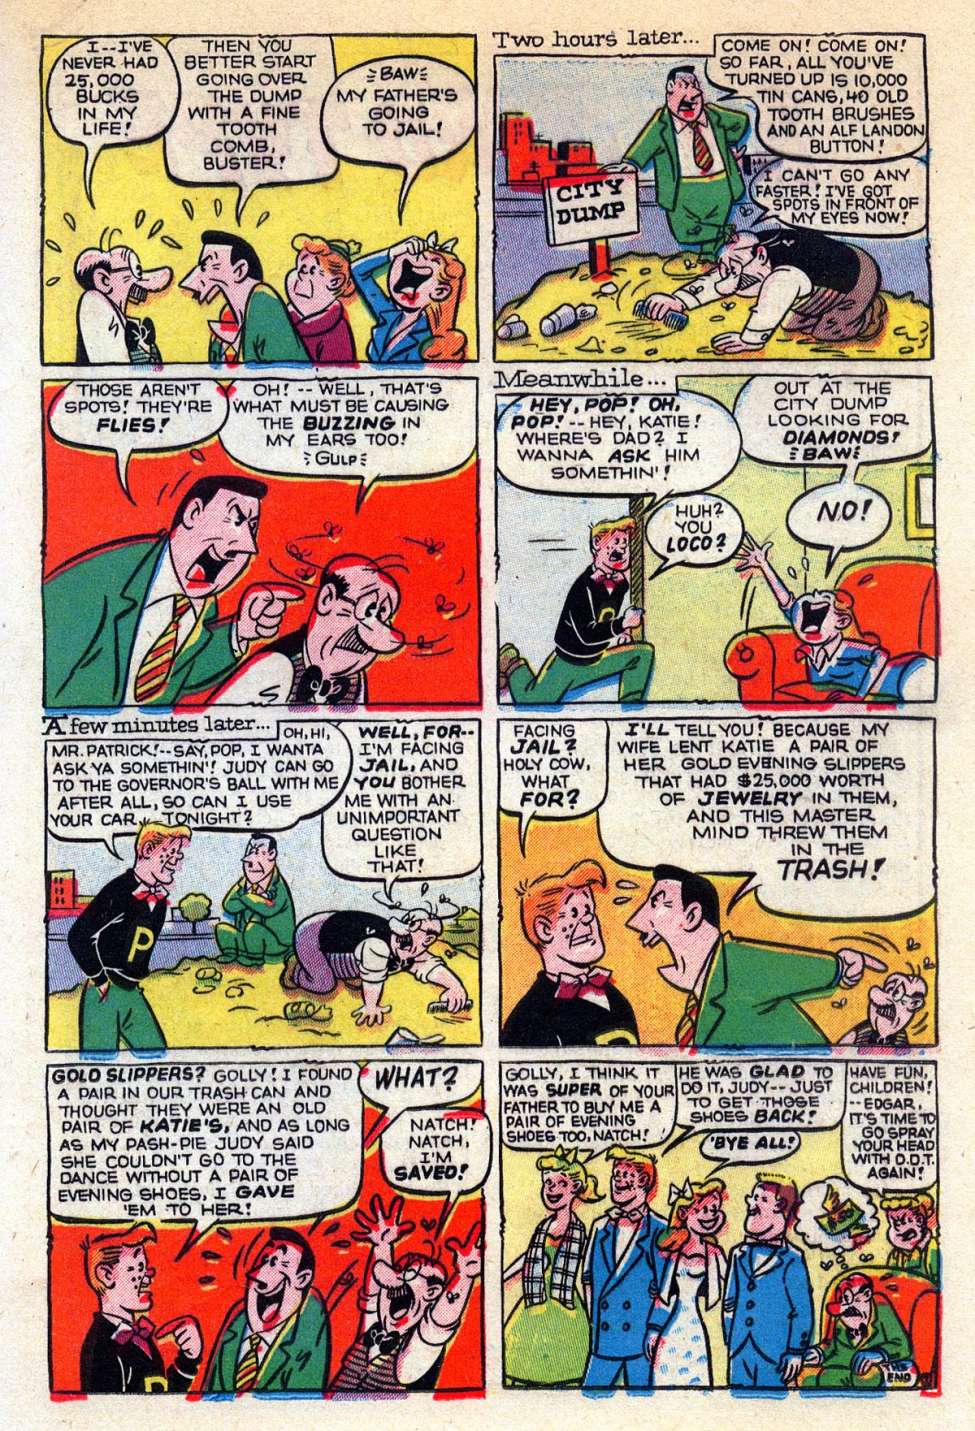 I--I'VE
NEVER HAD
25,000
BUCKS
IN MY
LIFE!
THEN YOU
BETTER START
GOING OVER
THE DUMP
WITH A FINE
TOOTH
COMB,
BUSTER!
BAW
MY FATHER'S
GOING
TO JAIL!
Two hours later...
COME ON! COME ON!
SO FAR, ALL YOU'VE
TURNED UP IS 10,000
TIN CANS, 40 OLD
TOOTH BRUSHES
AND AN ALF LANDON
BUTTON!
I CAN'T GO ANY
FASTER! I'VE GOT
SPOTS IN FRONT OF
MY EYES NOW!
CITY
DUMP
THOSE AREN'T
SPOTS! THEY'RE
FLIES!
OH! -- WELL, THAT'S
WHAT MUST BE CAUSING
THE BUZZING IN
MY EARS TOO!
GULP
Meanwhile...
HEY, POP! OH,
POP! -- HEY, KATIE!
WHERE'S DAD? I
WANNA ASK HIM
SOMETHIN'!
OUT AT THE
CITY DUMP
LOOKING FOR
DIAMONDS!
BAW
HUH?
YOU
LOCO?
NO!
P
A few minutes later...
OH, HI,
MR. PATRICK!--SAY, POP, I WANTA
ASK YA SOMETHIN'! JUDY CAN GO
TO THE GOVERNOR'S BALL WITH ME
AFTER ALL, SO CAN I USE
YOUR CAR TONIGHT?
WELL, FOR--
I'M FACING
JAIL, AND
YOU BOTHER
ME WITH AN
UNIMPORTANT
QUESTION
LIKE
THAT!
P
FACING
JAIL?
HOLY COW,
WHAT
FOR?
I'LL TELL YOU! BECAUSE MY
WIFE LENT KATIE A PAIR OF
HER GOLD EVENING SLIPPERS
THAT HAD $25,000 WORTH
OF JEWELRY IN THEM,
AND THIS MASTER
MIND THREW THEM
IN THE
TRASH!
P
GOLD SLIPPERS? GOLLY! I FOUND
A PAIR IN OUR TRASH CAN AND
THOUGHT THEY WERE AN OLD
PAIR OF KATIE'S, AND AS LONG
AS MY PASH-PIE JUDY SAID
SHE COULDN'T GO TO THE
DANCE WITHOUT A PAIR OF
EVENING SHOES, I GAVE
'EM TO HER!
WHAT?
NATCH!
NATCH,
I'M
SAVED!
P
GOLLY, I THINK IT
WAS SUPER OF YOUR
FATHER TO BUY ME A
PAIR OF EVENING
SHOES TOO, NATCH!
HE WAS GLAD TO
DO IT, JUDY-- JUST
TO GET THOSE
SHOES BACK!
'BYE ALL!
HAVE FUN,
CHILDREN!
--EDGAR,
IT'S TIME TO
GO SPRAY
YOUR HEAD
WITH D.D.T.
AGAIN!
THE
END